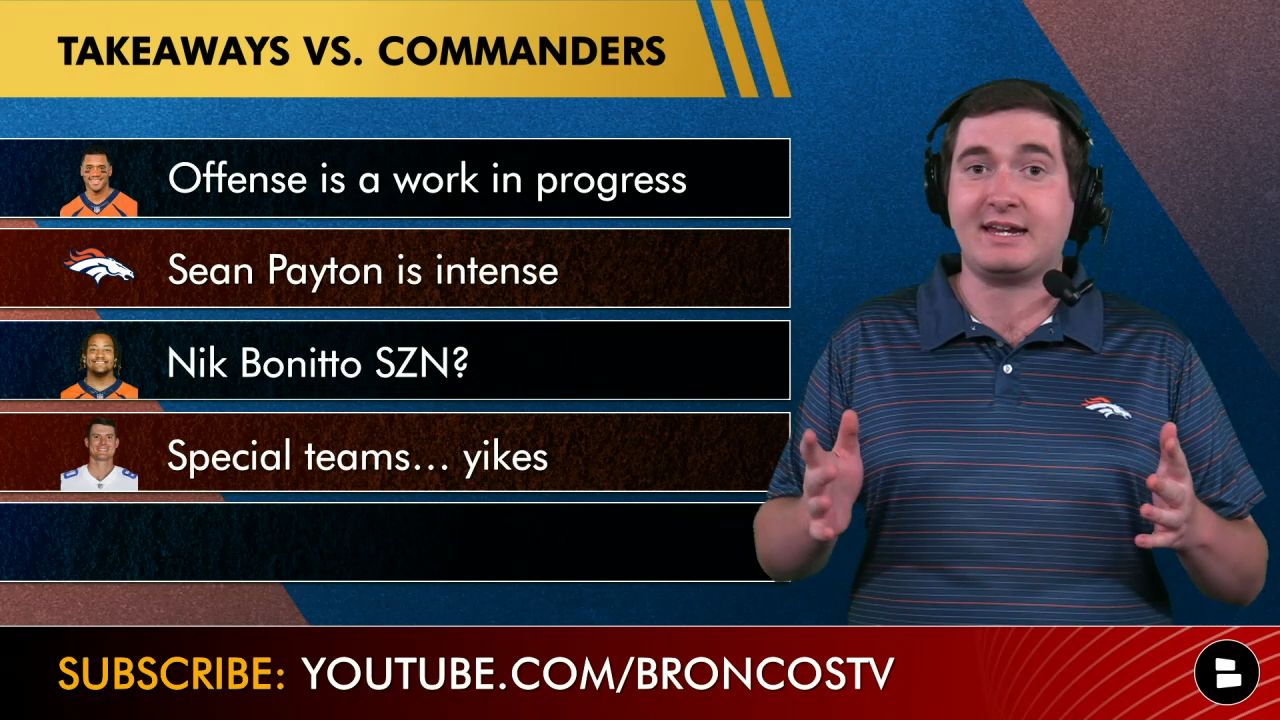 TAKEAWAYS VS. COMMANDERS
Offense is a work in progress
Sean Payton is intense
Nik Bonitto SZN?
Special teams... yikes
SUBSCRIBE: YOUTUBE.COM/BRONCOSTV